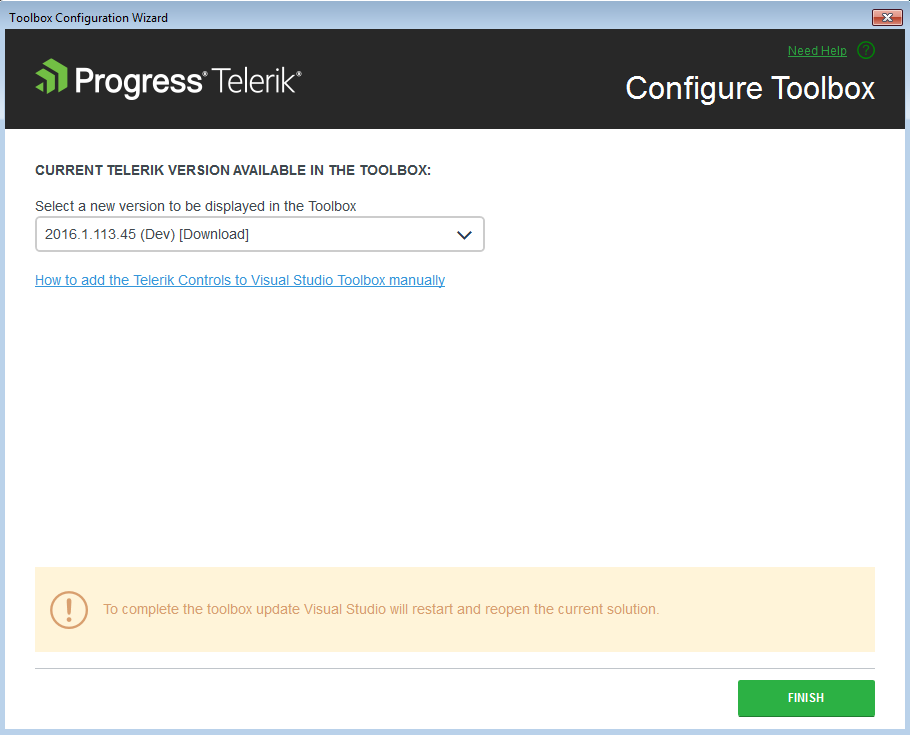 Toolbox Configuration Wizard
Need Help ?
Progress® Telerik®
Configure Toolbox
CURRENT TELERIK VERSION AVAILABLE IN THE TOOLBOX:
Select a new version to be displayed in the Toolbox
2016.1.113.45 (Dev) [Download]
How to add the Telerik Controls to Visual Studio Toolbox manually
To complete the toolbox update Visual Studio will restart and reopen the current solution.
FINISH